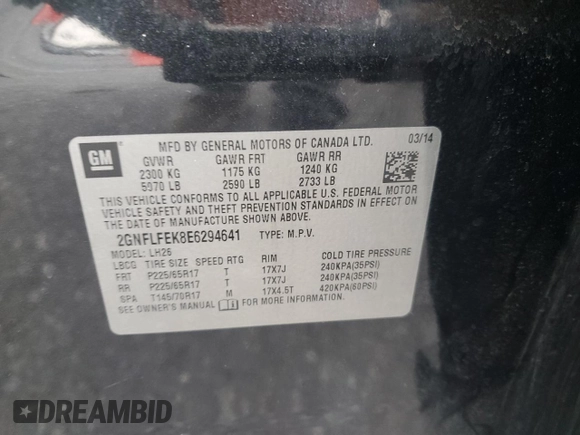 MFD BY GENERAL MOTORS OF CANADA LTD. 03/14
GM
GVWR GAWR FRT GAWR RR
2300 KG 1175 KG 1240 KG
5070 LB 2590 LB 2733 LB
THIS VEHICLE CONFORMS TO ALL APPLICABLE U.S. FEDERAL MOTOR
VEHICLE SAFETY AND THEFT PREVENTION STANDARDS IN EFFECT ON
THE DATE OF MANUFACTURE SHOWN ABOVE.
2GNFLFEK8E6294641 TYPE: M.P.V.
MODEL: LH26
LBCG TIRE SIZE SPEED RTG RIM COLD TIRE PRESSURE
FRT P225/65R17 T 17X7J 240KPA(35PSI)
RR P225/65R17 T 17X7J 240KPA(35PSI)
SPA T145/70R17 M 17X4.5T 420KPA(60PSI)
SEE OWNER'S MANUAL FOR MORE INFORMATION
DREAMBID